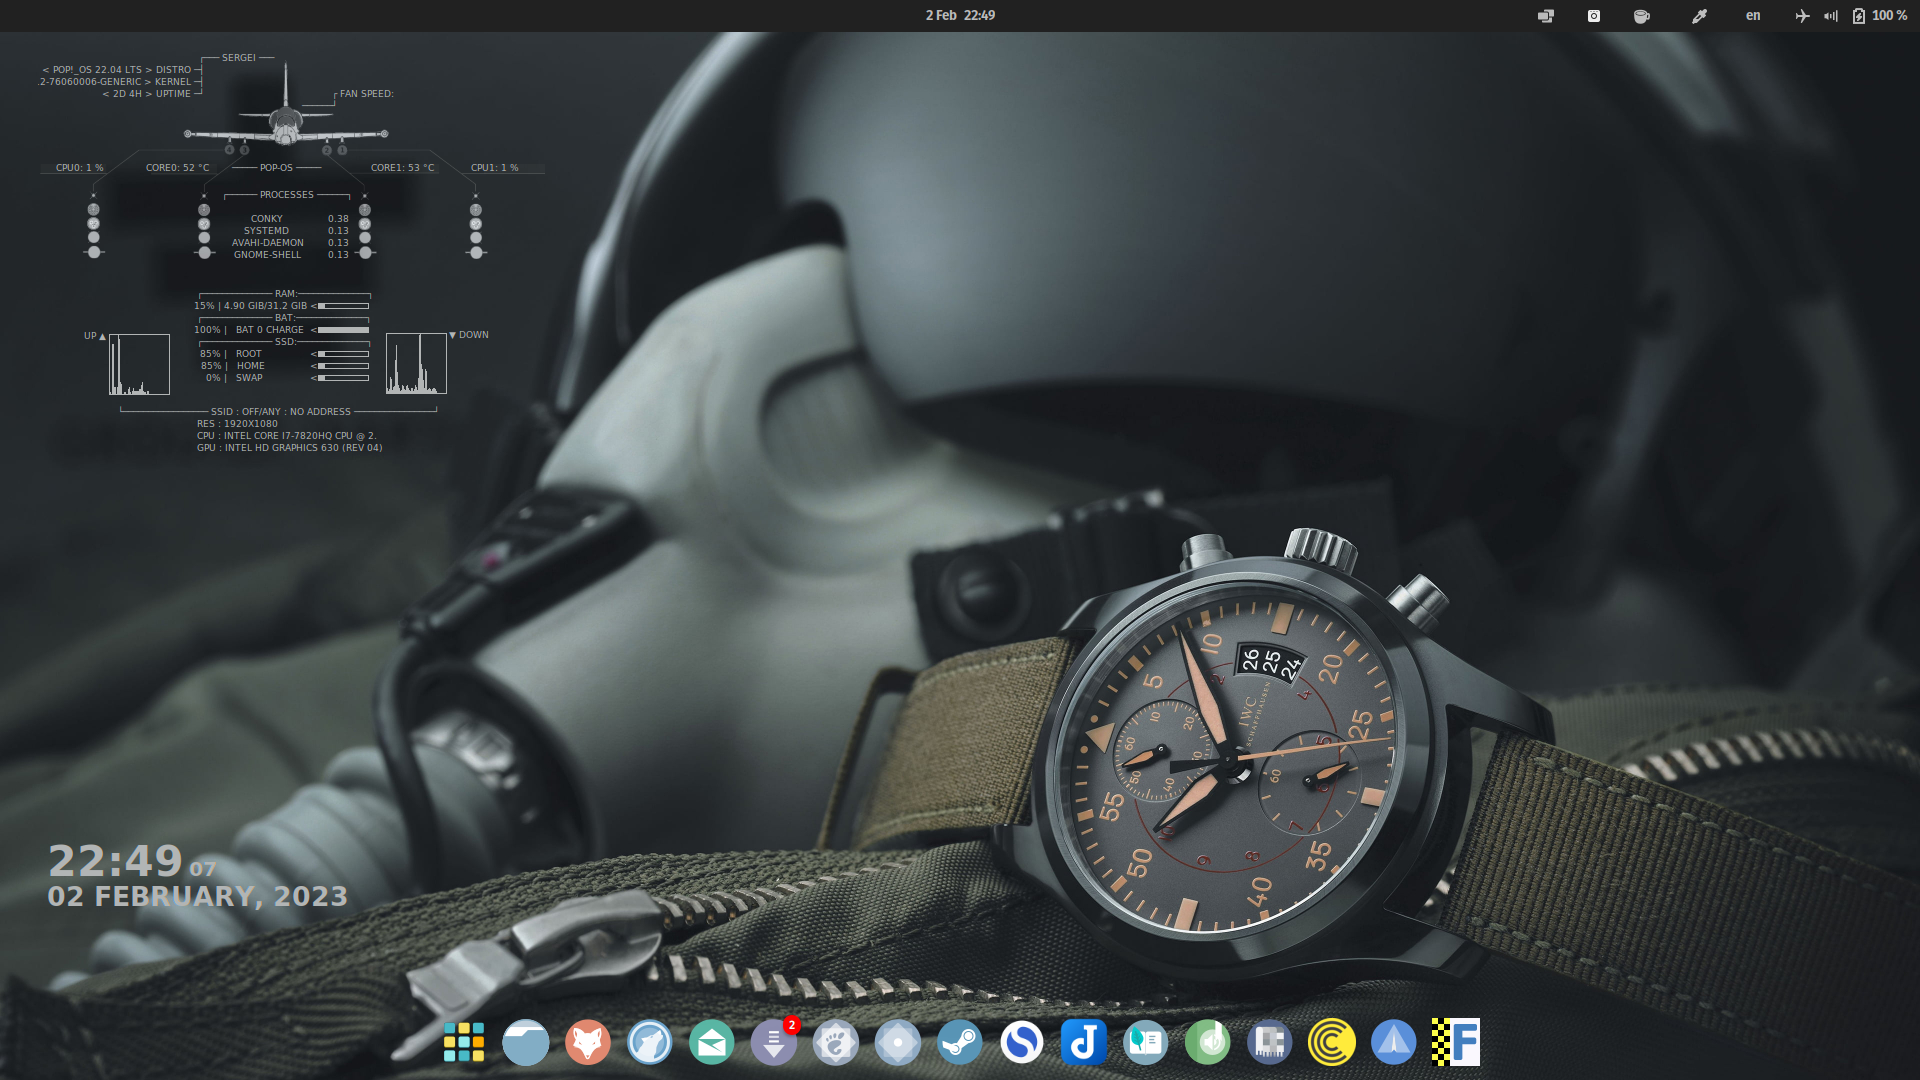 2 Feb 22:49
en
100 %
SERGEI
< POP!_OS 22.04 LTS > DISTRO
.2-76060006-GENERIC > KERNEL
< 2D 4H > UPTIME
FAN SPEED:
4 3 2 1
CPU0: 1 % CORE0: 52 °C POP-OS CORE1: 53 °C CPU1: 1 %
PROCESSES
CONKY 0.38
SYSTEMD 0.13
AVAHI-DAEMON 0.13
GNOME-SHELL 0.13
RAM:
15% | 4.90 GIB/31.2 GIB <
BAT:
100% | BAT 0 CHARGE <
SSD:
UP ▲
▼ DOWN
85% | ROOT <
85% | HOME <
0% | SWAP <
SSID : OFF/ANY : NO ADDRESS
RES : 1920X1080
CPU : INTEL CORE I7-7820HQ CPU @ 2.
GPU : INTEL HD GRAPHICS 630 (REV 04)
5 10 20 25 35 40 50 55
26 25 24
IWC
SCHAFFHAUSEN
22:49 07
02 FEBRUARY, 2023
2
F